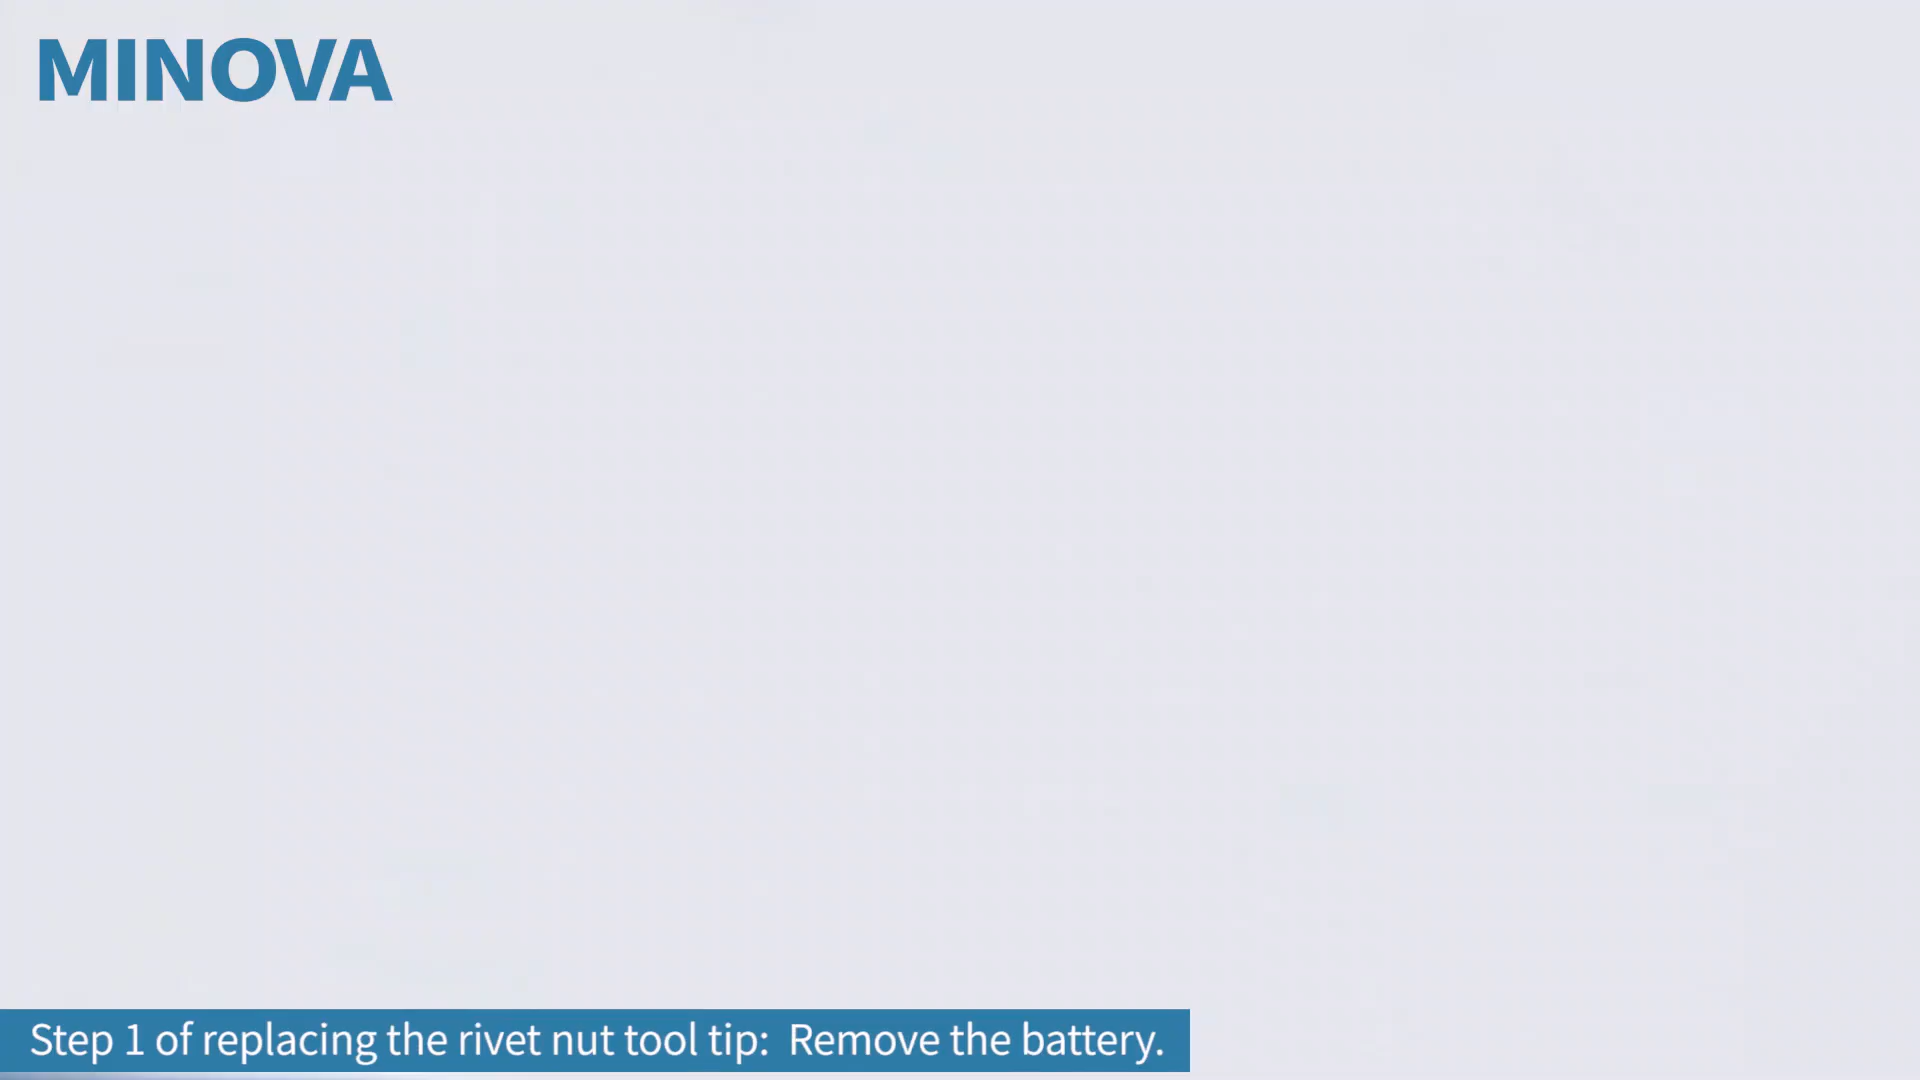 MINOVA
Step 1 of replacing the rivet nut tool tip: Remove the battery.